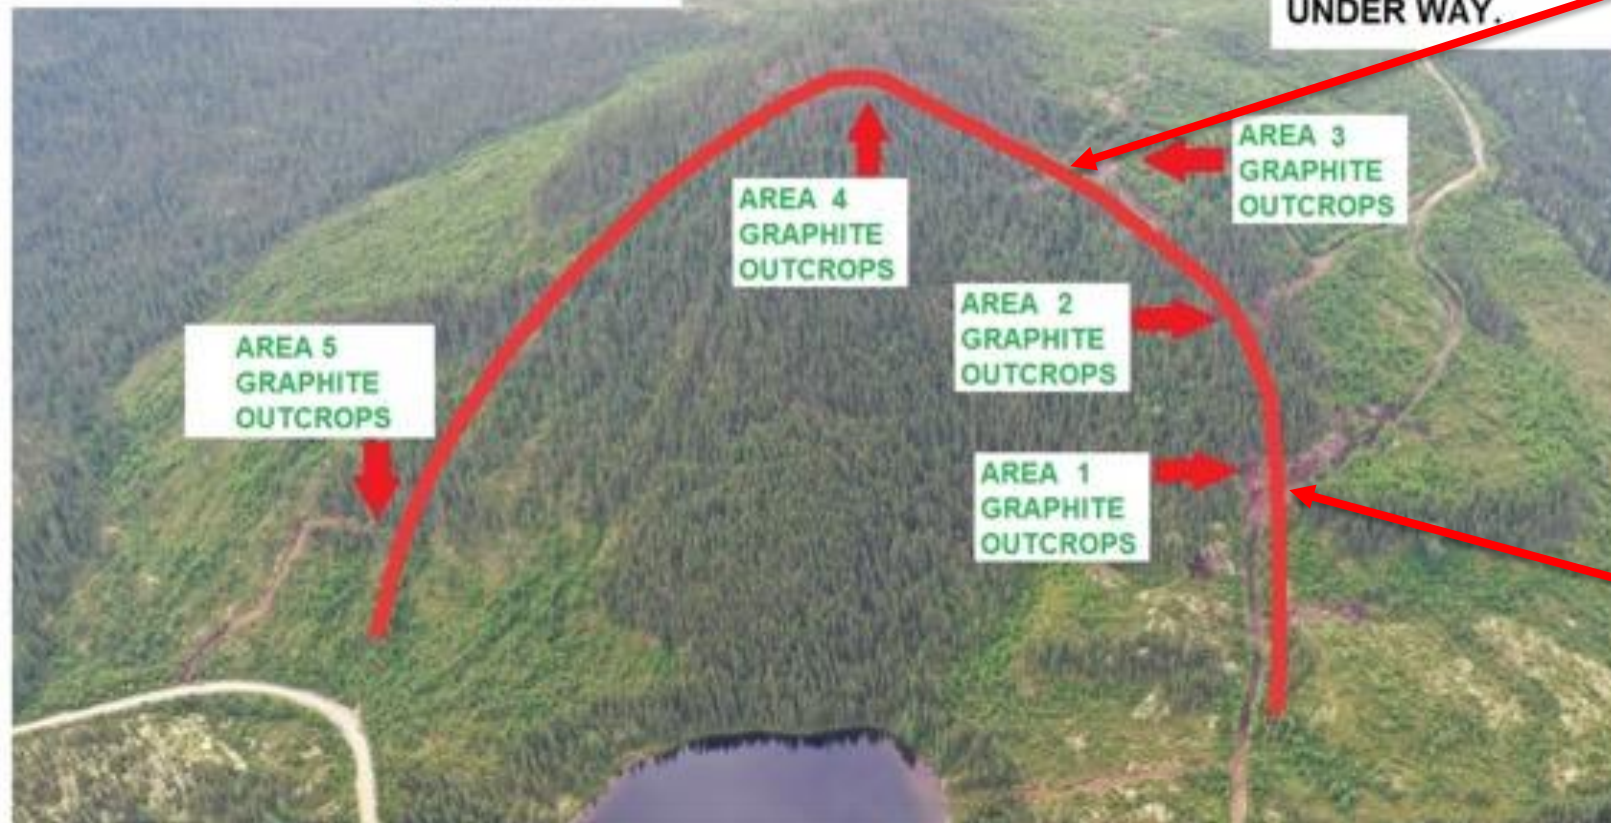 UNDER WAY.
AREA 3
GRAPHITE
OUTCROPS
AREA 4
GRAPHITE
OUTCROPS
AREA 2
GRAPHITE
OUTCROPS
AREA 5
GRAPHITE
OUTCROPS
AREA 1
GRAPHITE
OUTCROPS